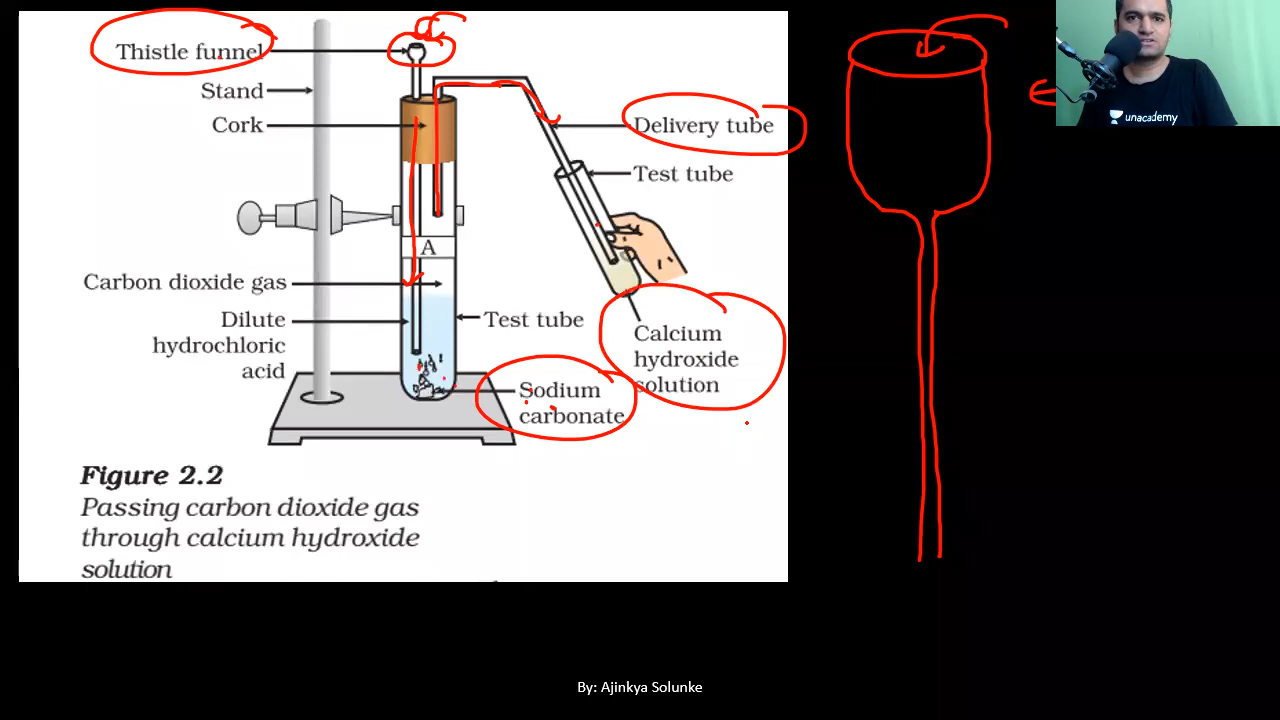 Thistle funnel
Stand
Cork
Delivery tube
Test tube
A
Carbon dioxide gas
Dilute
hydrochloric
acid
Test tube
Calcium
hydroxide
solution
Sodium
carbonate
Figure 2.2
Passing carbon dioxide gas
through calcium hydroxide
solution
unacademy
By: Ajinkya Solunke